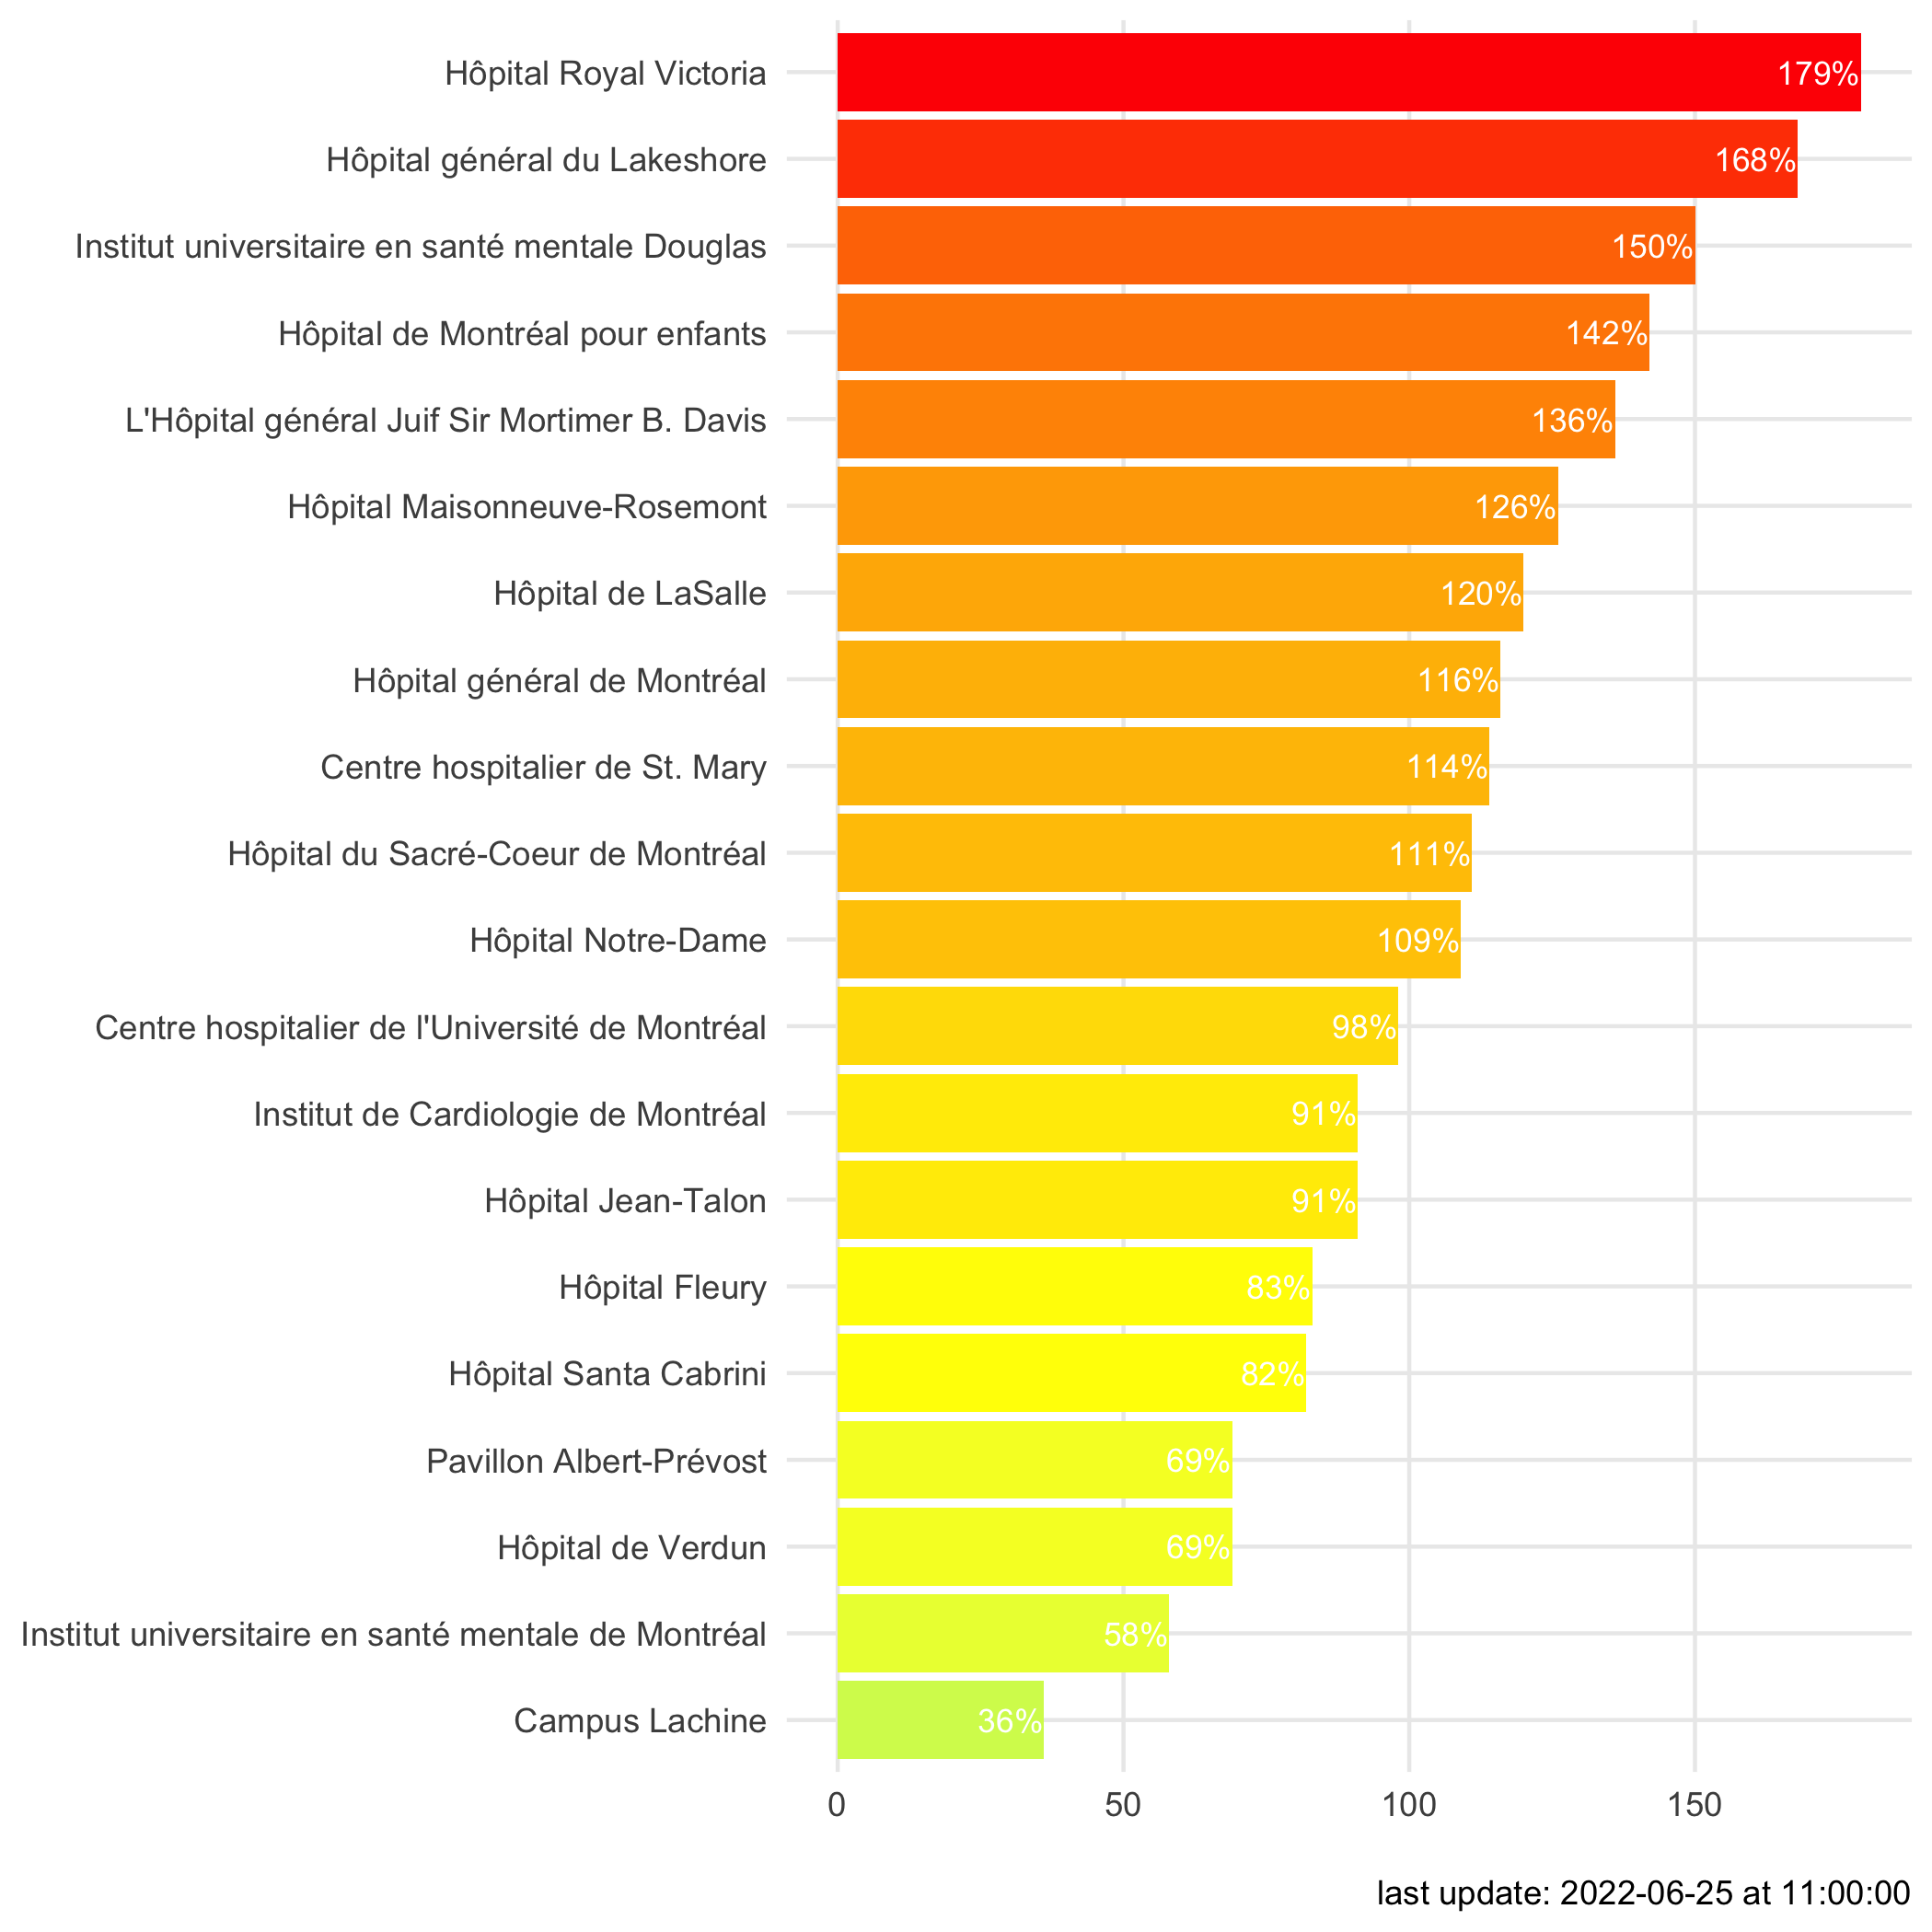 Hôpital Royal Victoria 179%
Hôpital général du Lakeshore 168%
Institut universitaire en santé mentale Douglas 150%
Hôpital de Montréal pour enfants 142%
L'Hôpital général Juif Sir Mortimer B. Davis 136%
Hôpital Maisonneuve-Rosemont 126%
Hôpital de LaSalle 120%
Hôpital général de Montréal 116%
Centre hospitalier de St. Mary 114%
Hôpital du Sacré-Coeur de Montréal 111%
Hôpital Notre-Dame 109%
Centre hospitalier de l'Université de Montréal 98%
Institut de Cardiologie de Montréal 91%
Hôpital Jean-Talon 91%
Hôpital Fleury 83%
Hôpital Santa Cabrini 82%
Pavillon Albert-Prévost 69%
Hôpital de Verdun 69%
Institut universitaire en santé mentale de Montréal 58%
Campus Lachine 36%
0 50 100 150
last update: 2022-06-25 at 11:00:00